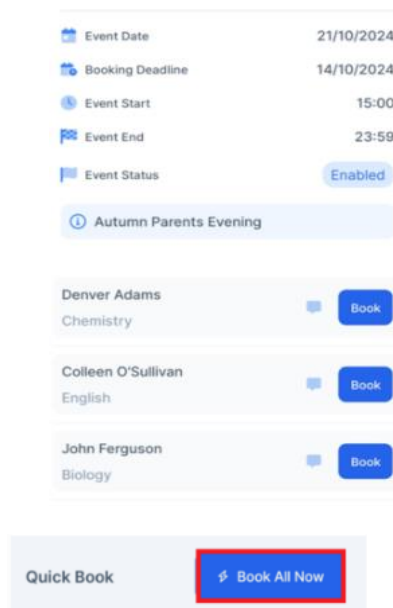 Event Date 21/10/2024
Booking Deadline 14/10/2024
Event Start 15:00
Event End 23:59
Event Status Enabled
Autumn Parents Evening
Denver Adams
Chemistry
Book
Colleen O'Sullivan
English
Book
John Ferguson
Biology
Book
Quick Book Book All Now